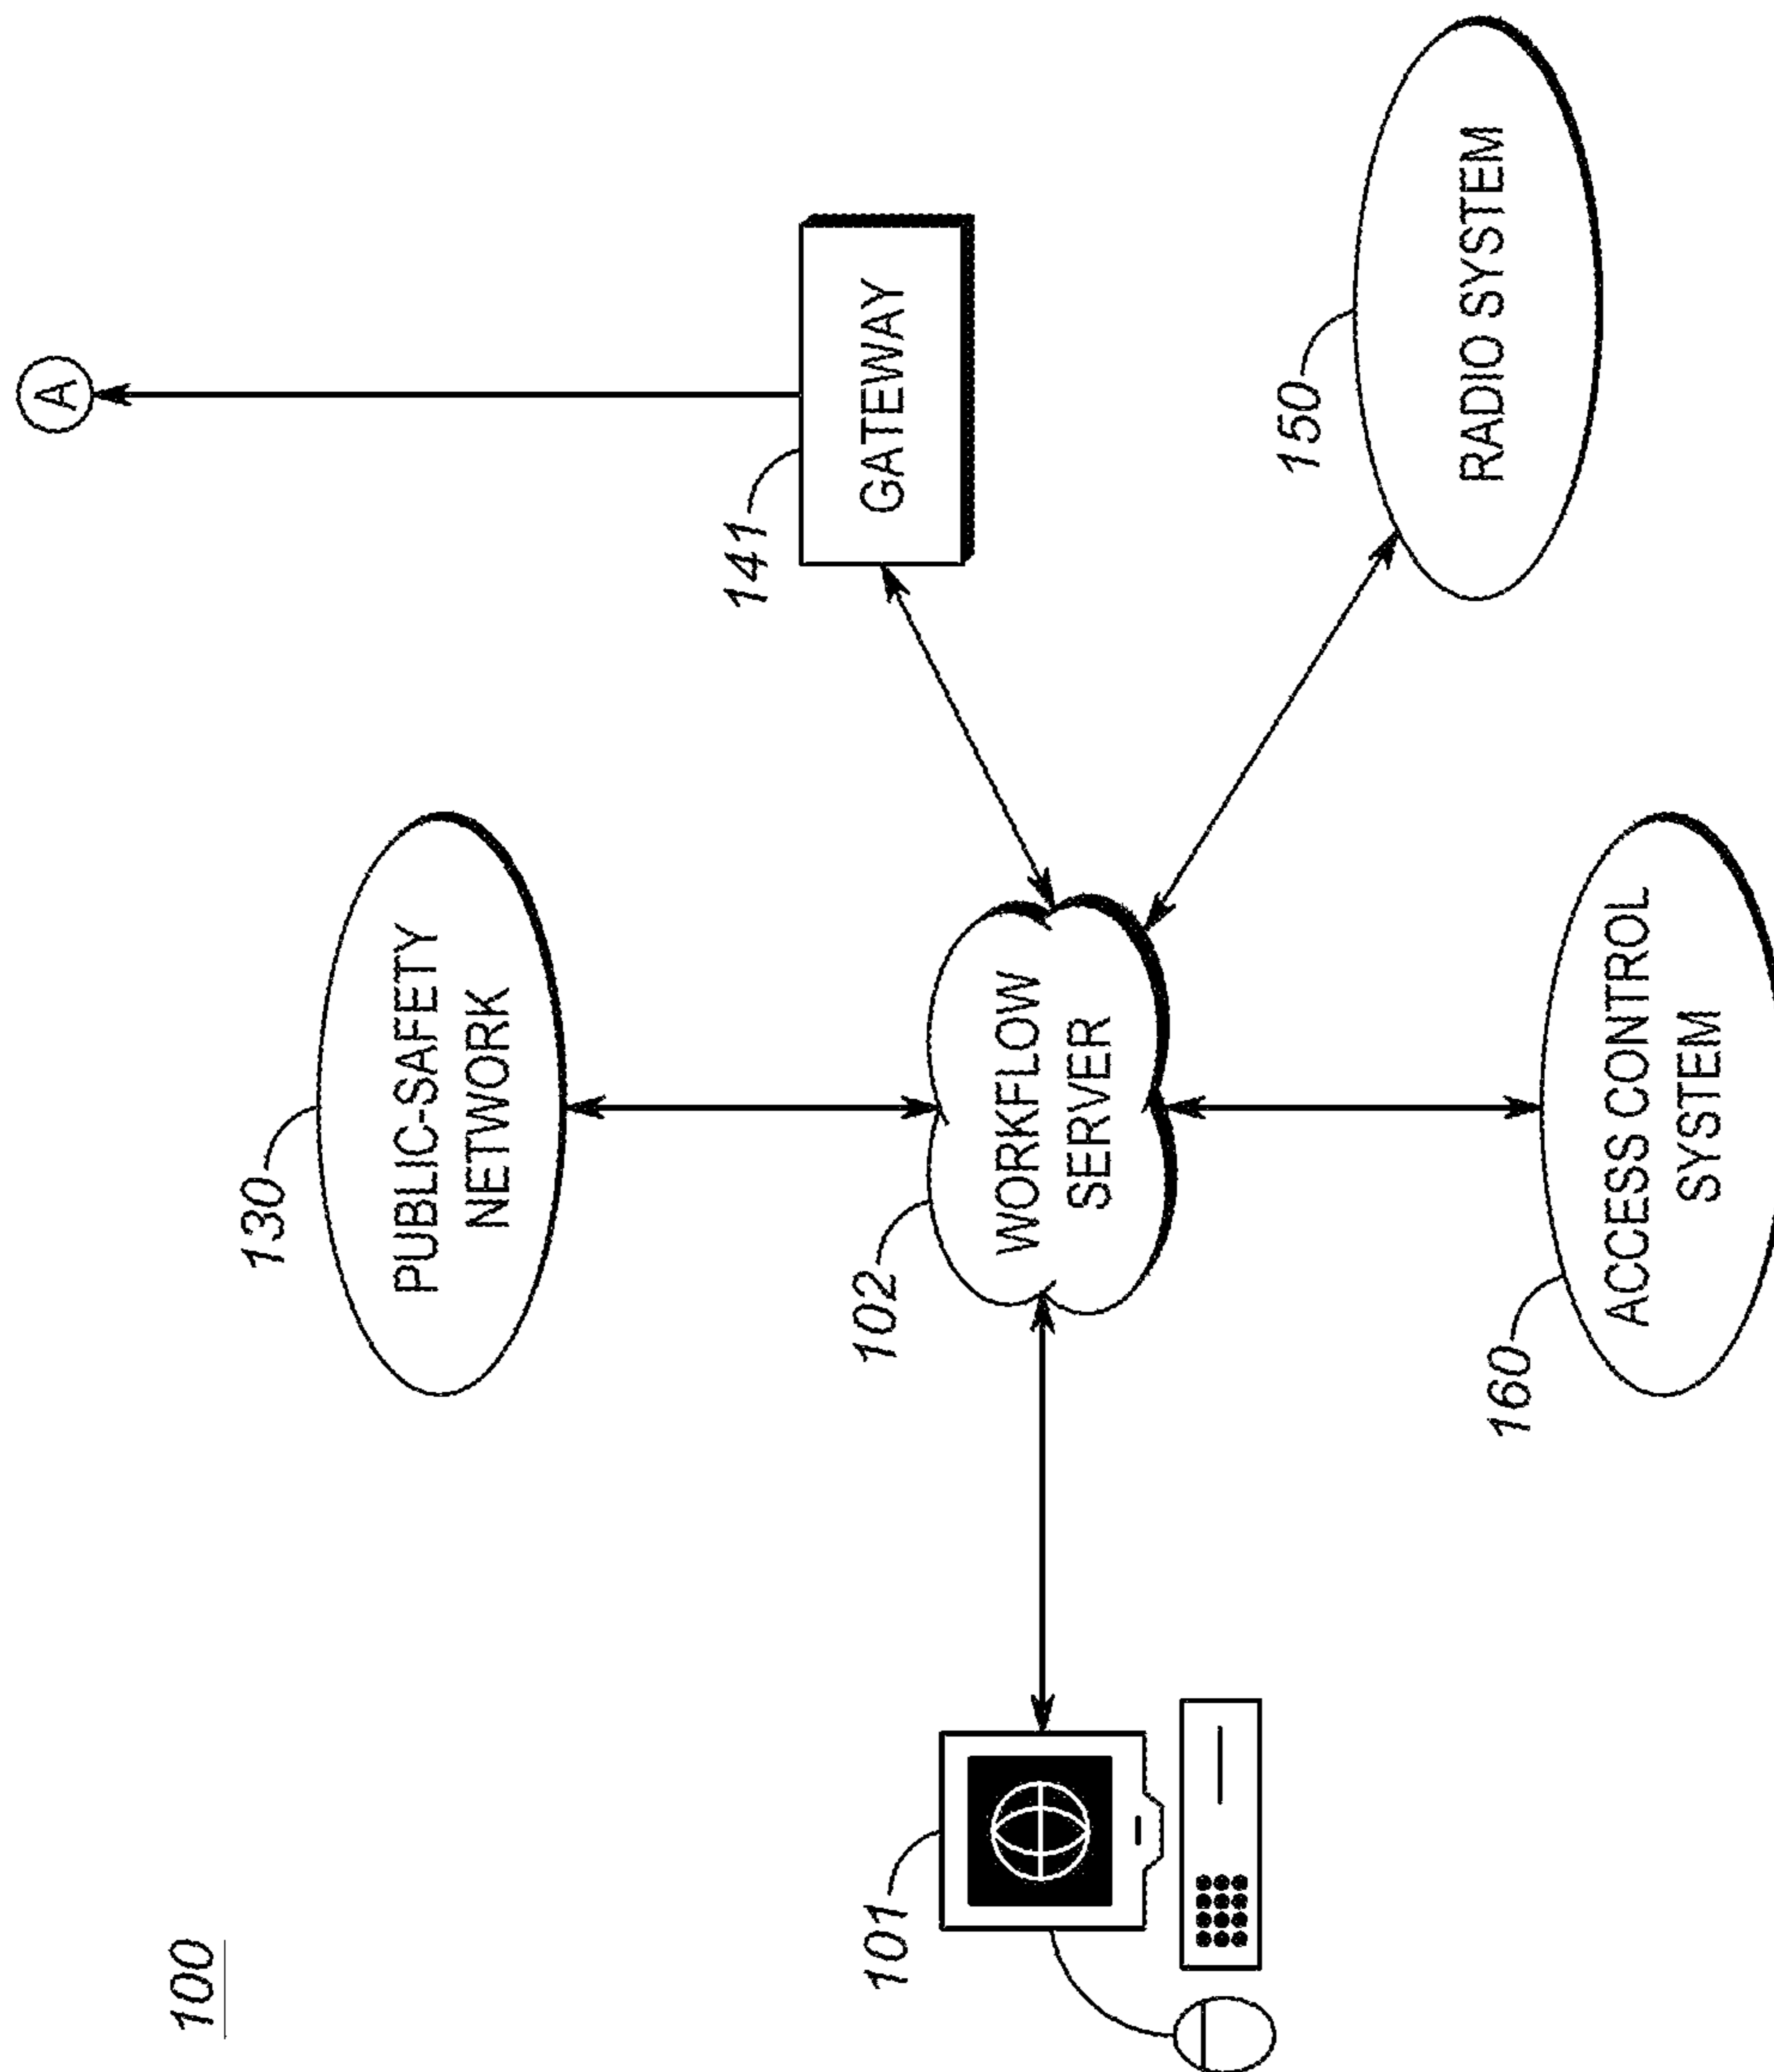 100
130
PUBLIC-SAFETY
NETWORK
A
141
GATEWAY
101
102
WORKFLOW
SERVER
150
RADIO SYSTEM
160
ACCESS CONTROL
SYSTEM